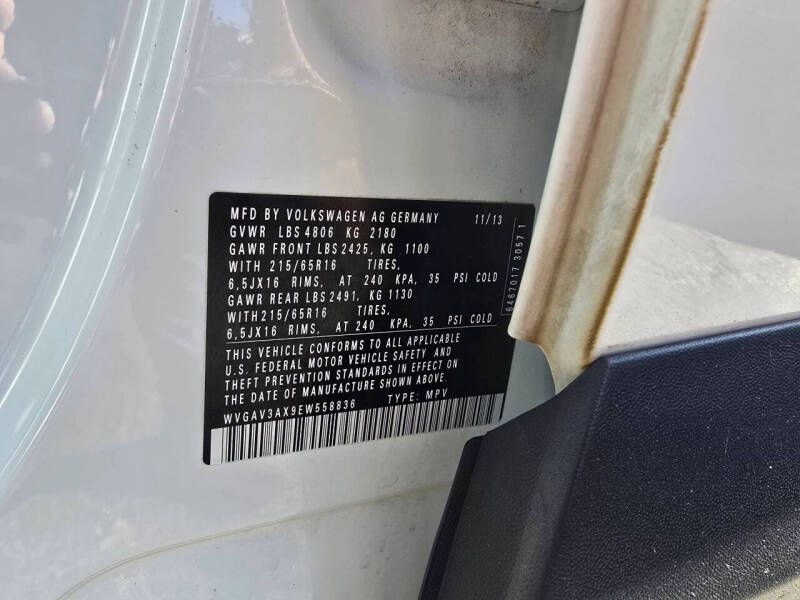 MFD BY VOLKSWAGEN AG GERMANY 11/13
GVWR LBS 4806 KG 2180
GAWR FRONT LBS 2425, KG 1100
WITH 215/65R16 TIRES,
6,5JX16 RIMS, AT 240 KPA, 35 PSI COLD
GAWR REAR LBS 2491, KG 1130
WITH 215/65R16 TIRES,
6,5JX16 RIMS, AT 240 KPA, 35 PSI COLD
THIS VEHICLE CONFORMS TO ALL APPLICABLE
U.S. FEDERAL MOTOR VEHICLE SAFETY AND
THEFT PREVENTION STANDARDS IN EFFECT ON
THE DATE OF MANUFACTURE SHOWN ABOVE.
WVGAV3AX9EW558836 TYPE: MPV
6467017 30571